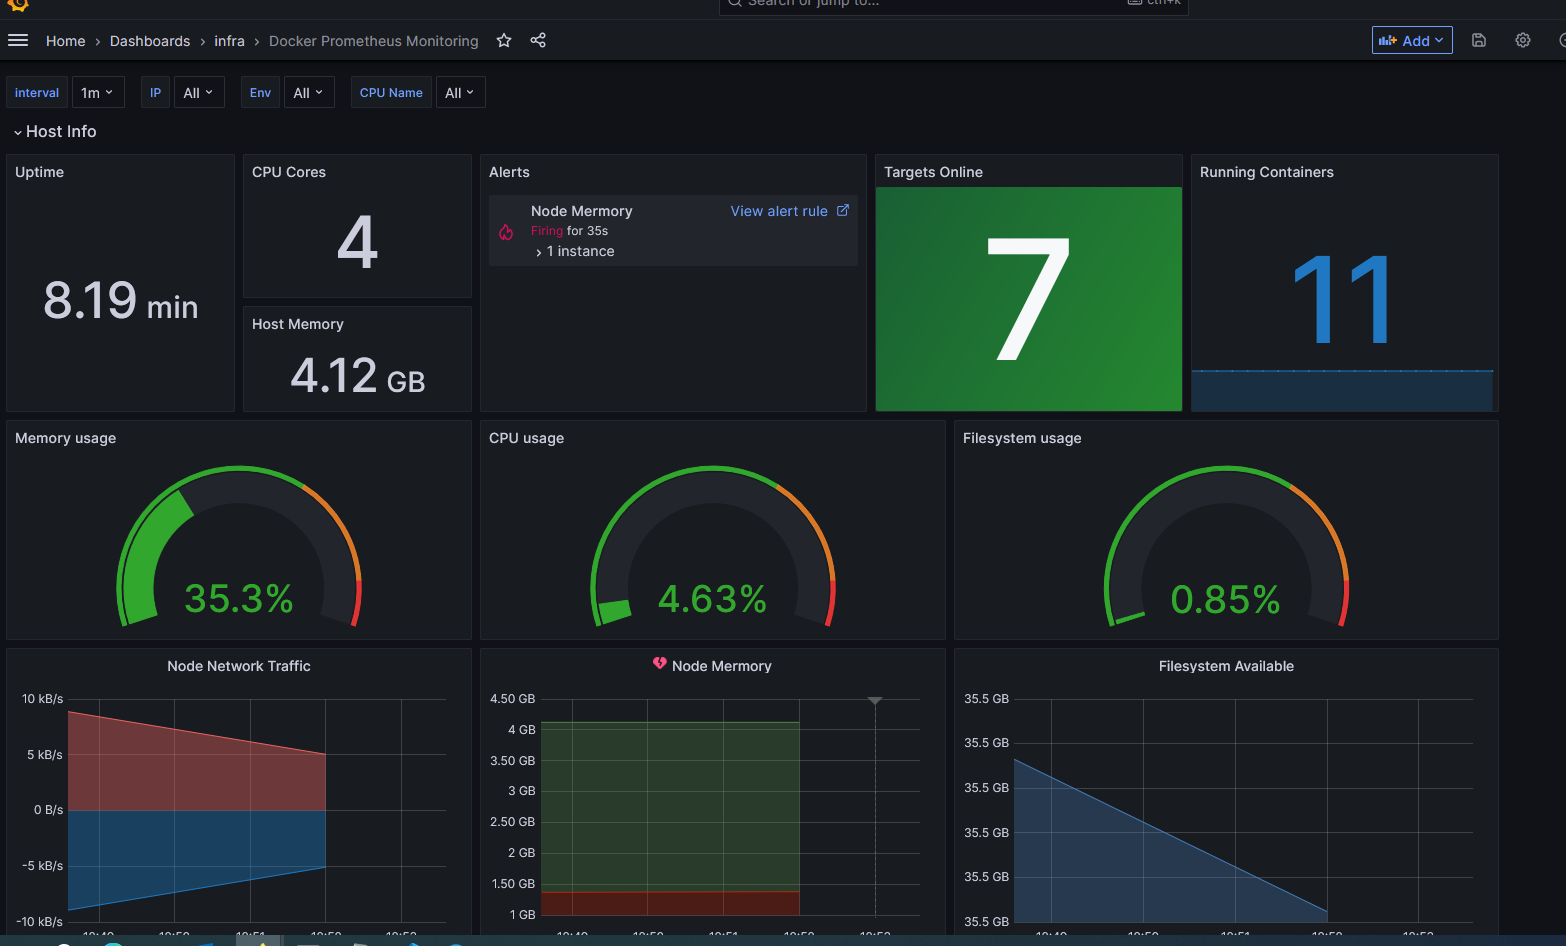 Search or jump to...
ctrl+k
Home › Dashboards › infra › Docker Prometheus Monitoring
Add
interval 1m IP All Env All CPU Name All
Host Info
Uptime
8.19 min
CPU Cores
4
Host Memory
4.12 GB
Alerts
Node Mermory
View alert rule
Firing for 35s
1 instance
Targets Online
7
Running Containers
11
Memory usage
35.3%
CPU usage
4.63%
Filesystem usage
0.85%
Node Network Traffic
10 kB/s
5 kB/s
0 B/s
-5 kB/s
-10 kB/s
Node Mermory
4.50 GB
4 GB
3.50 GB
3 GB
2.50 GB
2 GB
1.50 GB
1 GB
Filesystem Available
35.5 GB
35.5 GB
35.5 GB
35.5 GB
35.5 GB
35.5 GB